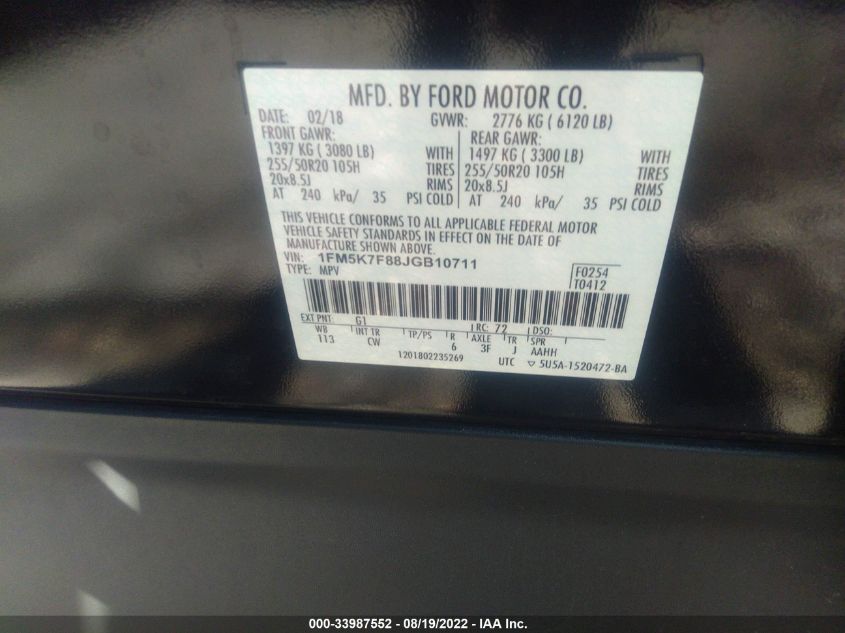 MFD. BY FORD MOTOR CO.
DATE: 02/18 GVWR: 2776 KG ( 6120 LB)
FRONT GAWR: REAR GAWR:
1397 KG ( 3080 LB) WITH 1497 KG ( 3300 LB) WITH
255/50R20 105H TIRES 255/50R20 105H TIRES
20x8.5J RIMS 20x8.5J RIMS
AT 240 kPa/ 35 PSI COLD AT 240 kPa/ 35 PSI COLD
THIS VEHICLE CONFORMS TO ALL APPLICABLE FEDERAL MOTOR
VEHICLE SAFETY STANDARDS IN EFFECT ON THE DATE OF
MANUFACTURE SHOWN ABOVE.
VIN: 1FM5K7F88JGB10711
TYPE: MPV
F0254
T0412
EXT PNT: G1 RC: 72 DSO:
WB INT TR TP/PS R AXLE TR SPR
113 CW 6 3F J AAHH
1201802235269 UTC ▽ 5U5A-1520472-BA
000-33987552 - 08/19/2022 - IAA Inc.